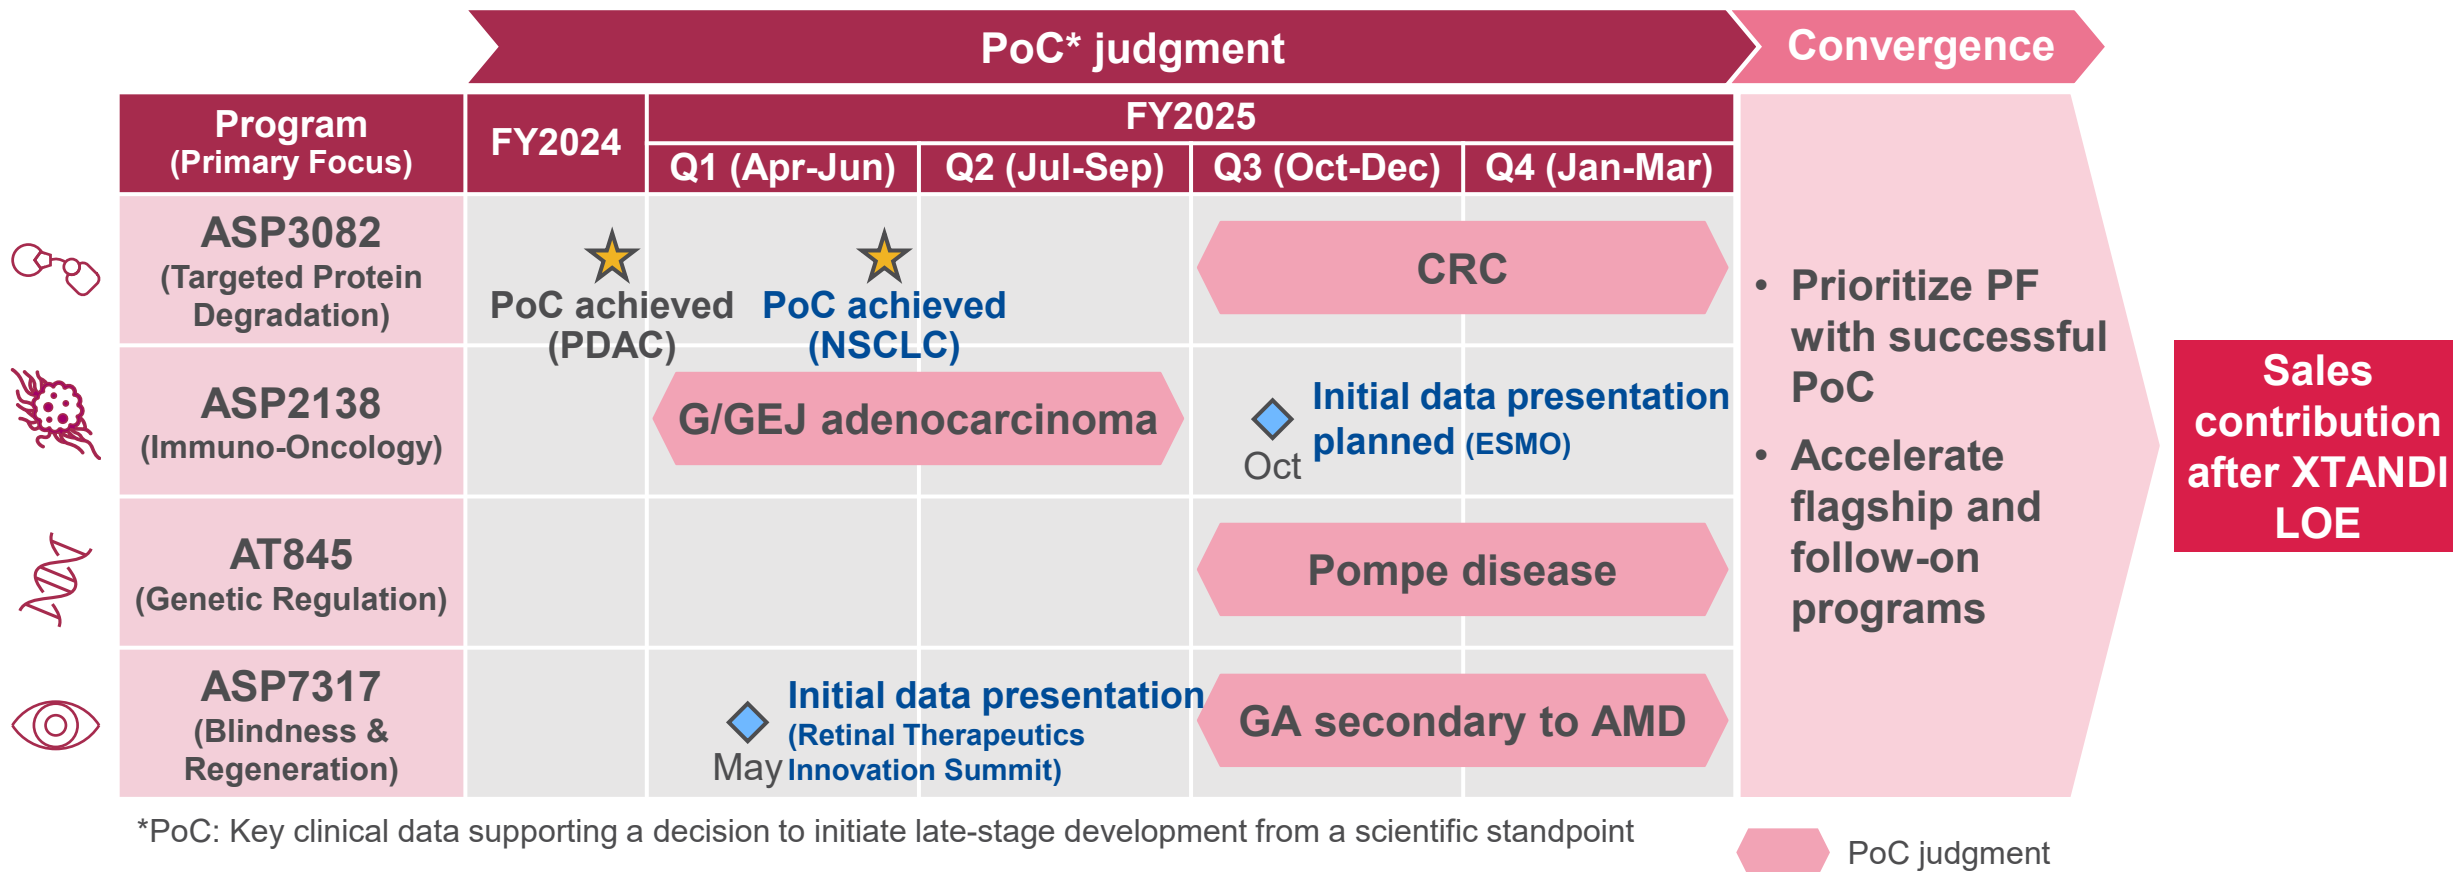 PoC* judgment
Convergence
Program
(Primary Focus)
FY2024
FY2025
Q1 (Apr-Jun)
Q2 (Jul-Sep)
Q3 (Oct-Dec)
Q4 (Jan-Mar)
ASP3082
(Targeted Protein
Degradation)
PoC achieved
(PDAC)
PoC achieved
(NSCLC)
CRC
ASP2138
(Immuno-Oncology)
G/GEJ adenocarcinoma
Oct
Initial data presentation
planned (ESMO)
AT845
(Genetic Regulation)
Pompe disease
ASP7317
(Blindness &
Regeneration)
May
Initial data presentation
(Retinal Therapeutics
Innovation Summit)
GA secondary to AMD
• Prioritize PF
with successful
PoC
• Accelerate
flagship and
follow-on
programs
Sales
contribution
after XTANDI
LOE
*PoC: Key clinical data supporting a decision to initiate late-stage development from a scientific standpoint
PoC judgment